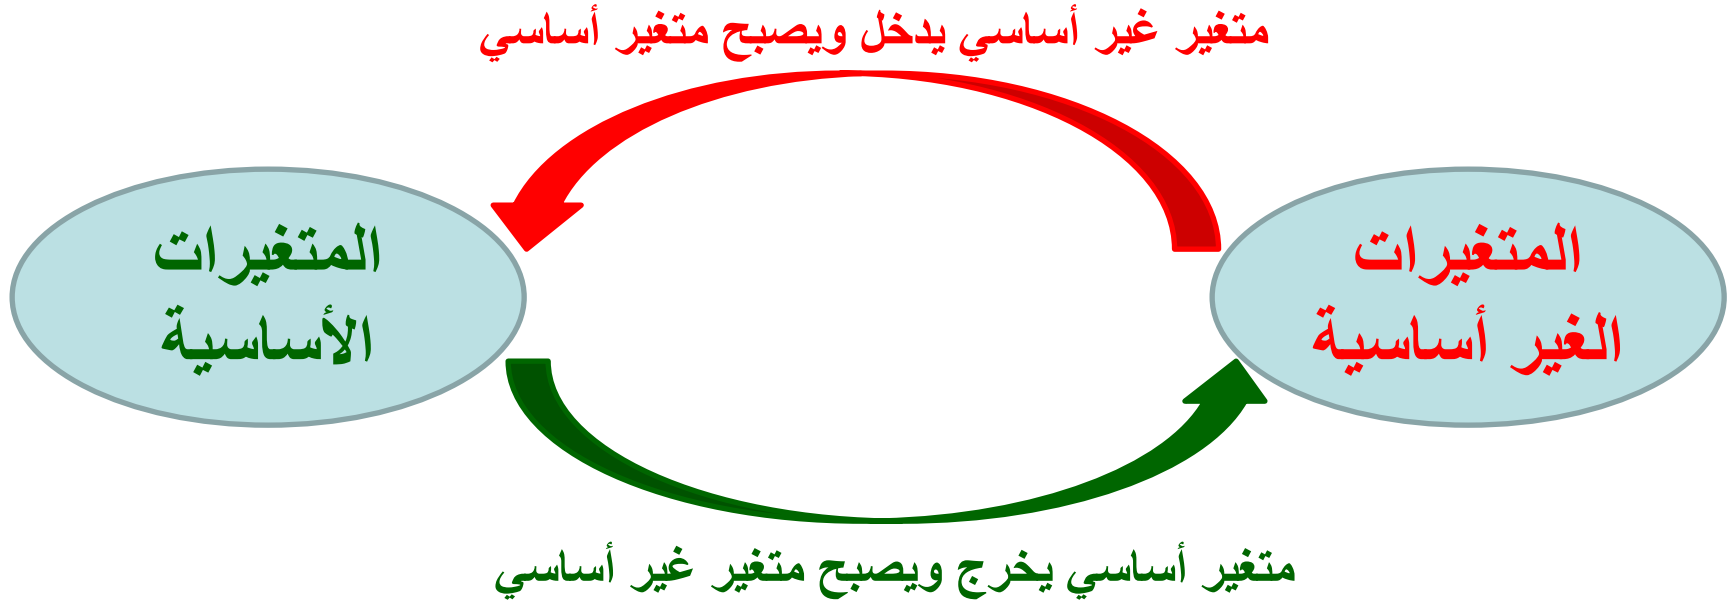 متغير غير أساسي يدخل ويصبح متغير أساسي
المتغيرات
الغير أساسية
المتغيرات
الأساسية
متغير أساسي يخرج ويصبح متغير غير أساسي